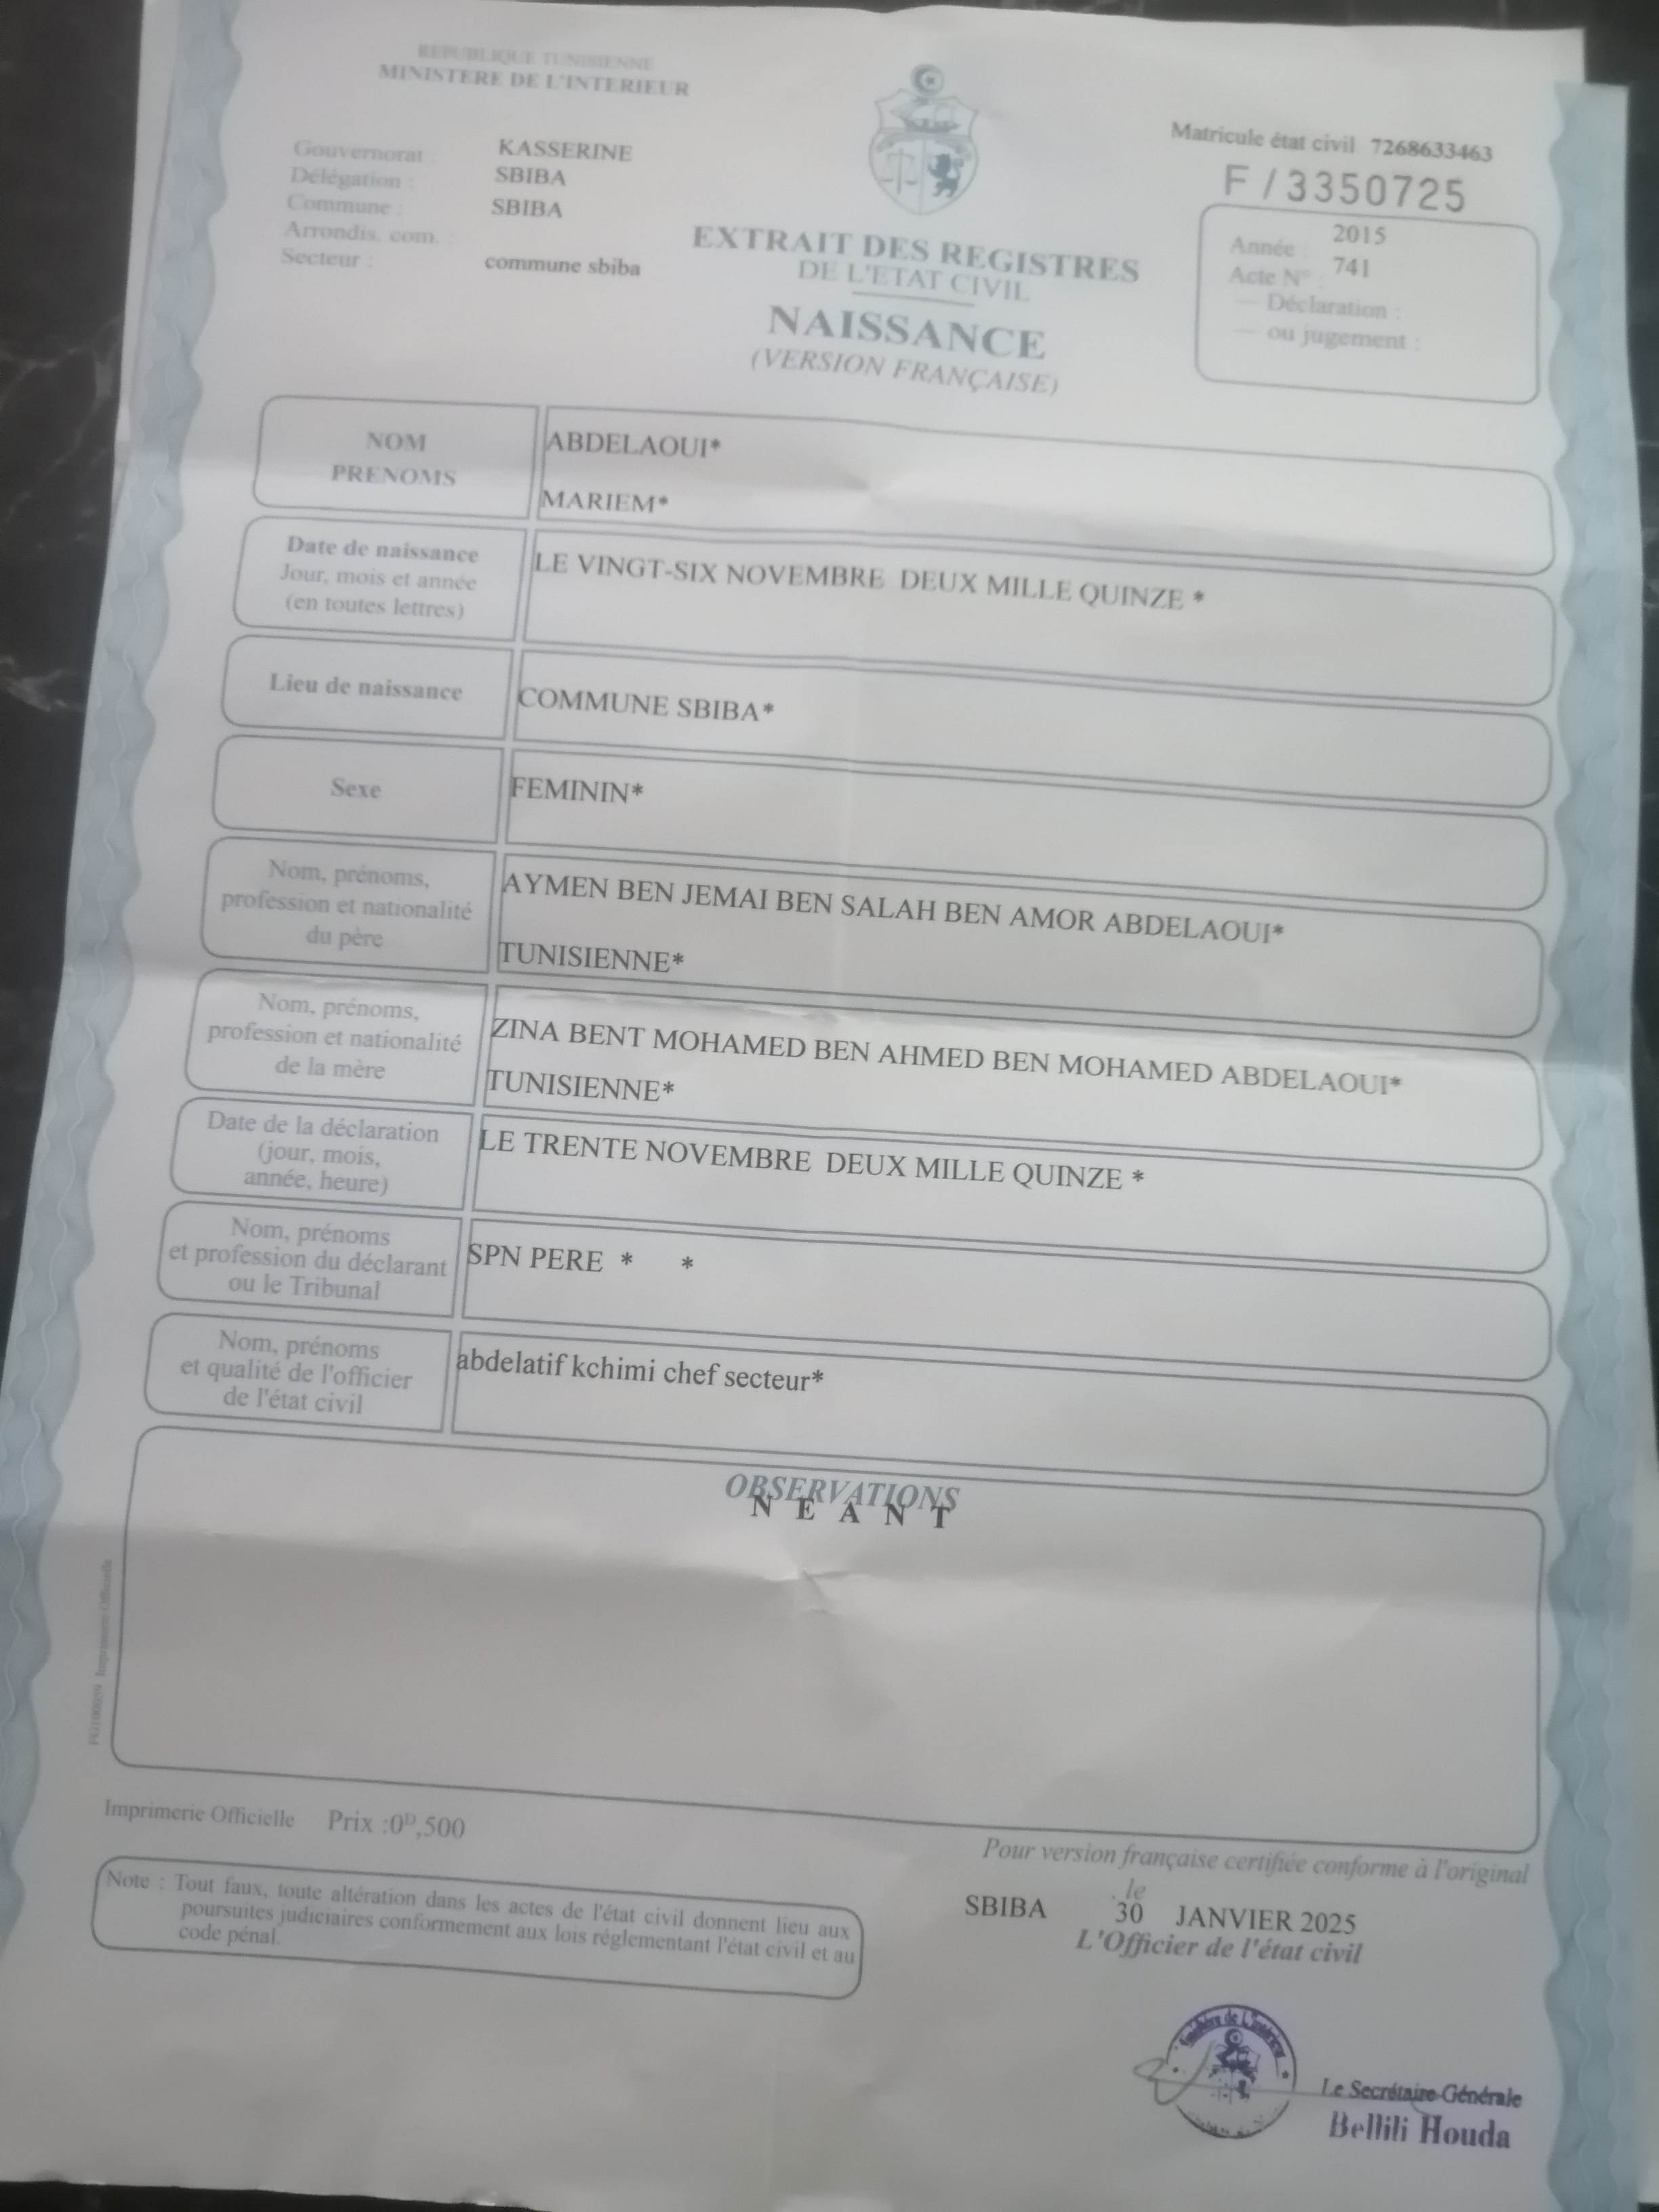 REPUBLIQUE TUNISIENNE
MINISTERE DE L'INTERIEUR
Gouvernorat : KASSERINE
Délégation : SBIBA
Commune : SBIBA
Arrondis. com. :
Secteur : commune sbiba
EXTRAIT DES REGISTRES
DE L'ETAT CIVIL
NAISSANCE
(VERSION FRANÇAISE)
Matricule état civil 7268633463
F / 3350725
Année : 2015
Acte N° : 741
— Déclaration :
— ou jugement :
NOM
PRENOMS
ABDELAOUI*
MARIEM*
Date de naissance
Jour, mois et année
(en toutes lettres)
LE VINGT-SIX NOVEMBRE DEUX MILLE QUINZE *
Lieu de naissance
COMMUNE SBIBA*
Sexe
FEMININ*
Nom, prénoms,
profession et nationalité
du père
AYMEN BEN JEMAI BEN SALAH BEN AMOR ABDELAOUI*
TUNISIENNE*
Nom, prénoms,
profession et nationalité
de la mère
ZINA BENT MOHAMED BEN AHMED BEN MOHAMED ABDELAOUI*
TUNISIENNE*
Date de la déclaration
(jour, mois,
année, heure)
LE TRENTE NOVEMBRE DEUX MILLE QUINZE *
Nom, prénoms
et profession du déclarant
ou le Tribunal
SPN PERE * *
Nom, prénoms
et qualité de l'officier
de l'état civil
abdelatif kchimi chef secteur*
OBSERVATIONS
N E A N T
Imprimerie Officielle
Imprimerie Officielle Prix :0ᴰ,500
Note : Tout faux, toute altération dans les actes de l'état civil donnent lieu aux
poursuites judiciaires conformement aux lois réglementant l'état civil et au
code pénal.
Pour version française certifiée conforme à l'original
SBIBA , le 30 JANVIER 2025
L'Officier de l'état civil
Ministère de L'intérieur
Le Secrétaire Générale
Bellili Houda